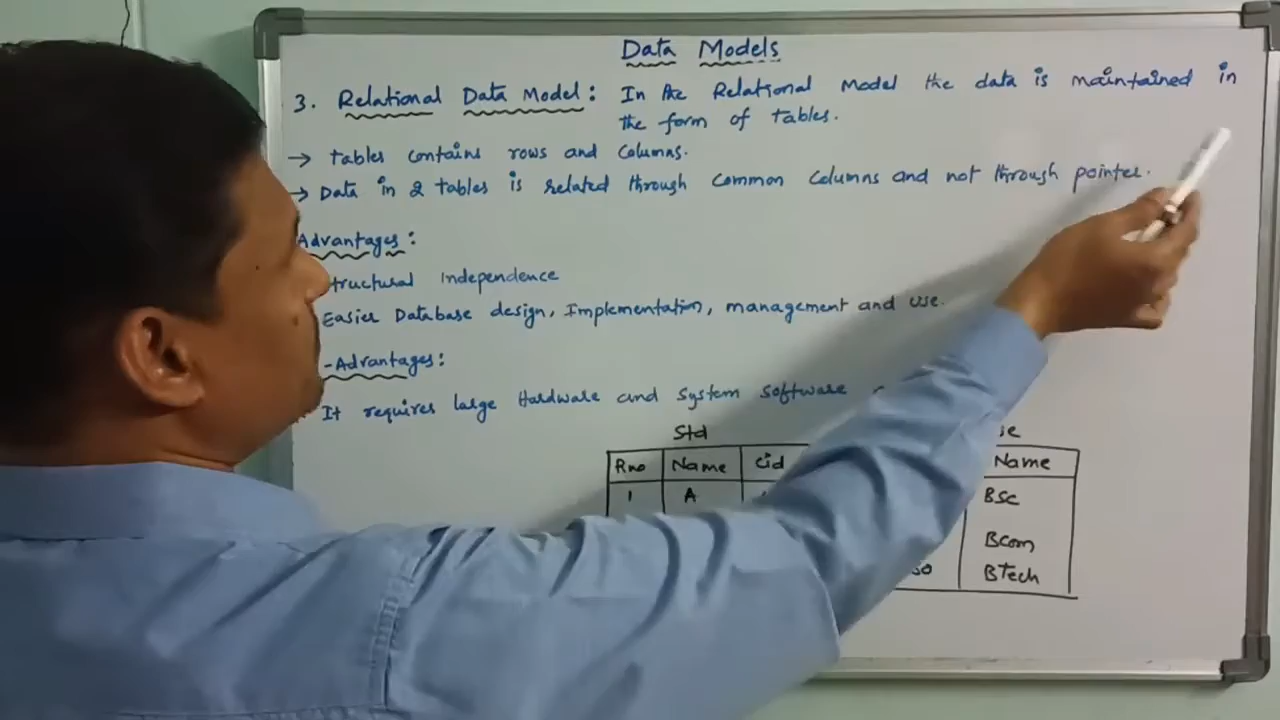 Data Models
3. Relational Data Model: In the Relational Model the data is maintained in
the form of tables.
→ Tables contains rows and Columns.
→ Data in 2 tables is related through Common Columns and not through pointer.
Advantages:
tructural Independence
Easier Database design, Implementation, management and use.
-Advantages:
It requires large Hardware and System Software
Std
Rno Name Cid Name
1 A BSC
BCom
BTech